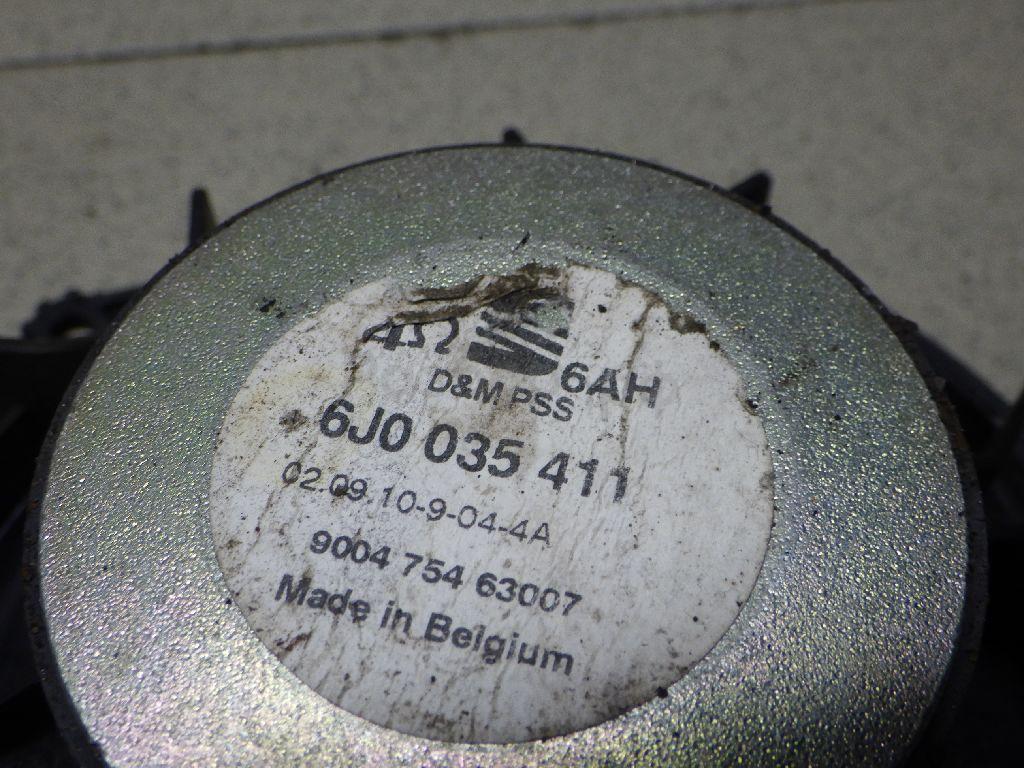 4Ω 6AH
D&M PSS
6J0 035 411
02.09.10-9-04-4A
9004 754 63007
Made in Belgium